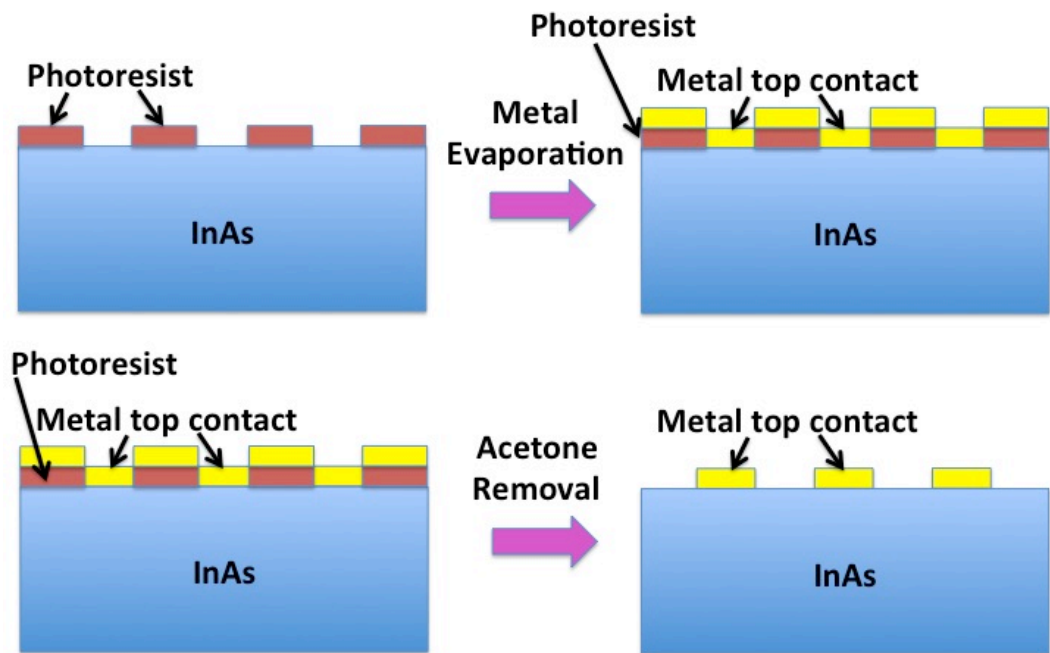 Photoresist
InAs
Metal
Evaporation
Photoresist
Metal top contact
InAs
Photoresist
Metal top contact
InAs
Acetone
Removal
Metal top contact
InAs